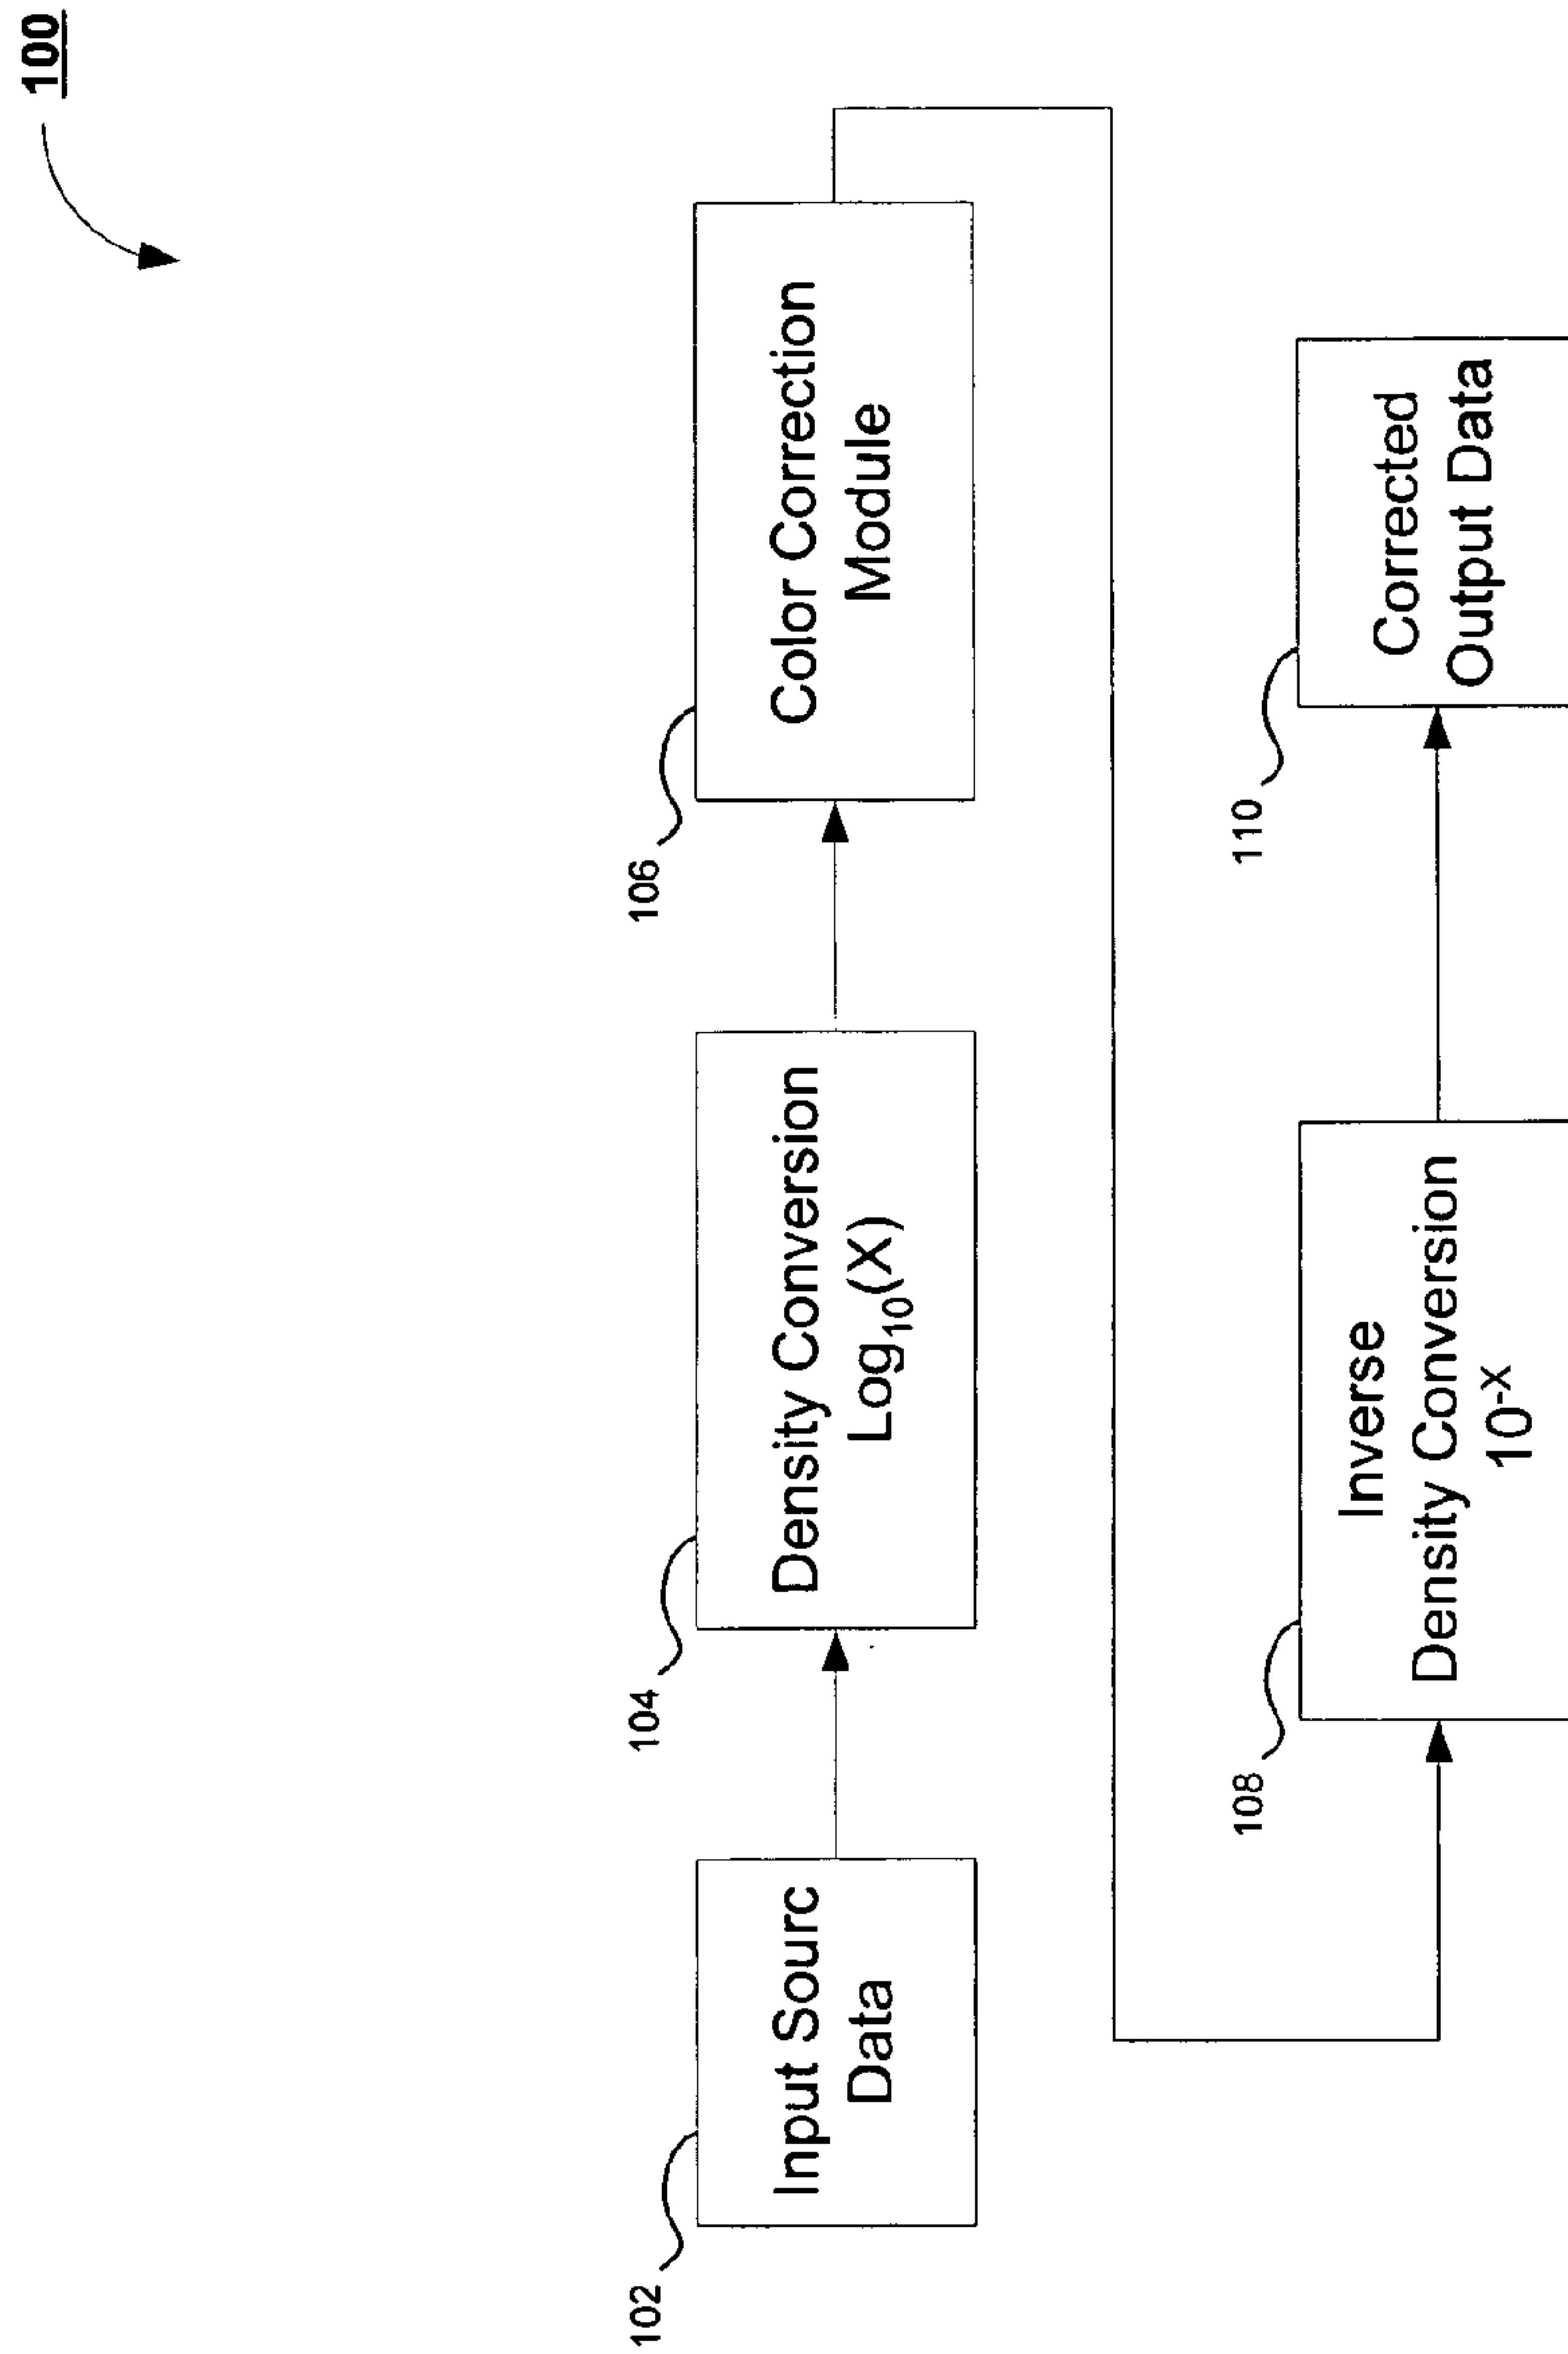 100
102
Input Sourc
Data
104
Density Conversion
Log₁₀(X)
106
Color Correction
Module
108
Inverse
Density Conversion
10⁻ˣ
110
Corrected
Output Data